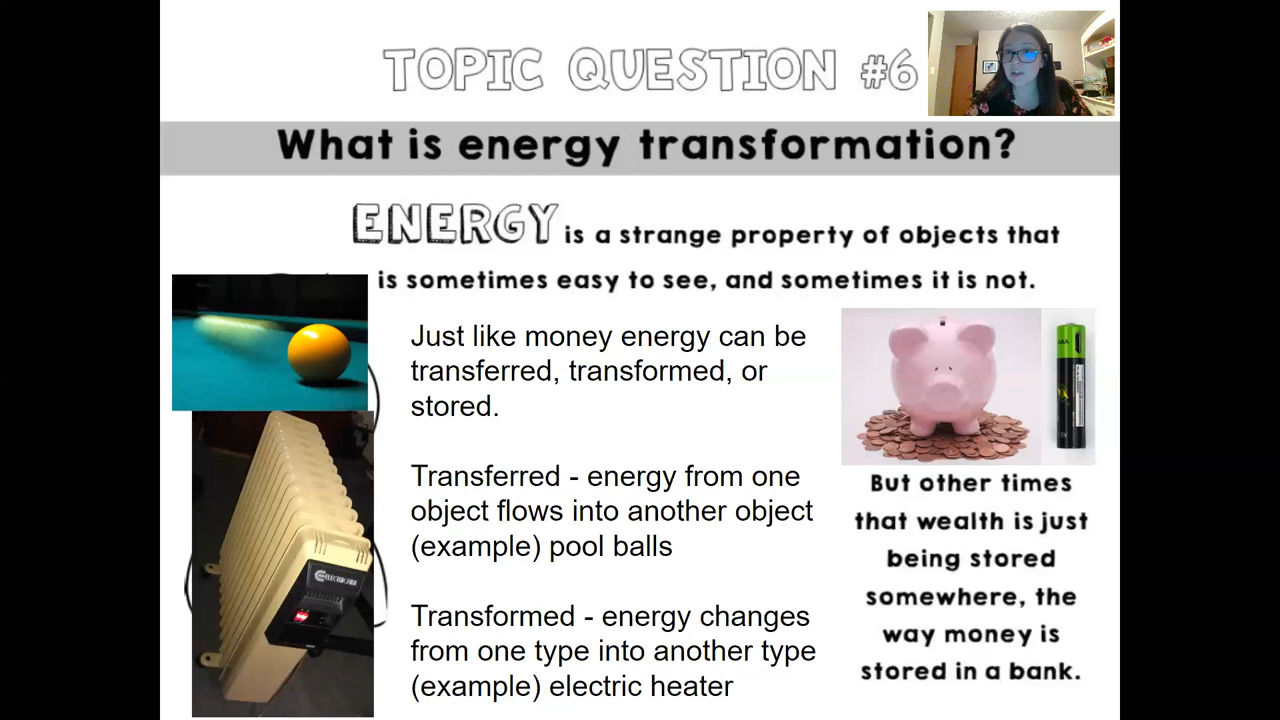 TOPIC QUESTION #6
What is energy transformation?
ENERGY is a strange property of objects that
is sometimes easy to see, and sometimes it is not.
Just like money energy can be
transferred, transformed, or
stored.
Transferred - energy from one
object flows into another object
(example) pool balls
Transformed - energy changes
from one type into another type
(example) electric heater
But other times
that wealth is just
being stored
somewhere, the
way money is
stored in a bank.